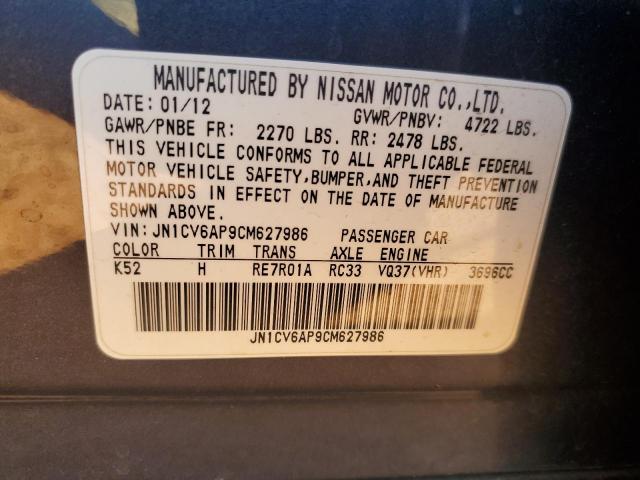 MANUFACTURED BY NISSAN MOTOR CO.,LTD.
DATE: 01/12 GVWR/PNBV: 4722 LBS.
GAWR/PNBE FR: 2270 LBS. RR: 2478 LBS.
THIS VEHICLE CONFORMS TO ALL APPLICABLE FEDERAL
MOTOR VEHICLE SAFETY,BUMPER,AND THEFT PREVENTION
STANDARDS IN EFFECT ON THE DATE OF MANUFACTURE
SHOWN ABOVE.
VIN: JN1CV6AP9CM627986 PASSENGER CAR
COLOR TRIM TRANS AXLE ENGINE
K52 H RE7R01A RC33 VQ37(VHR) 3696CC
JN1CV6AP9CM627986